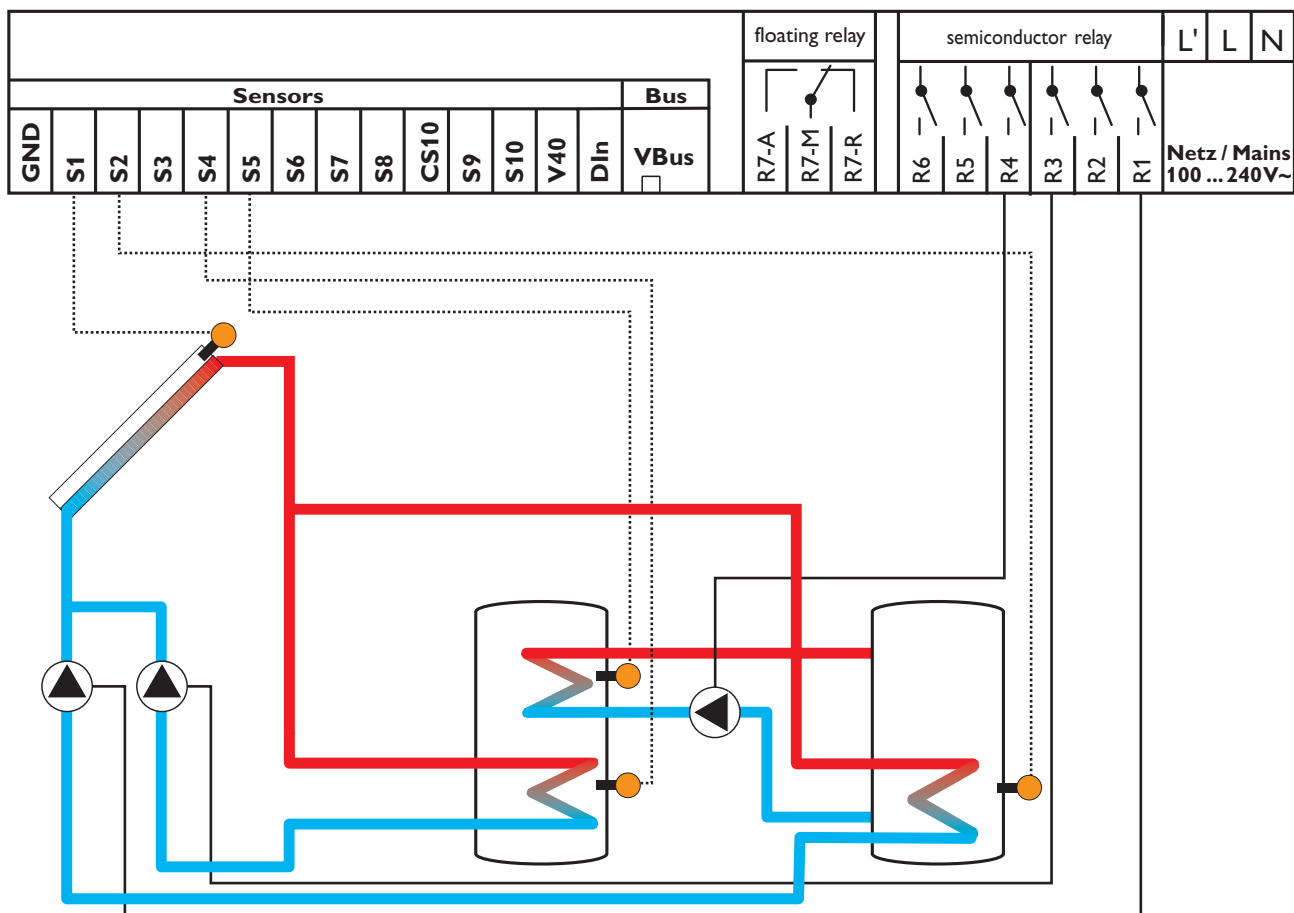 floating relay
semiconductor relay
L'
L
N
Sensors
Bus
GND
S1
S2
S3
S4
S5
S6
S7
S8
CS10
S9
S10
V40
DIn
VBus
R7-A
R7-M
R7-R
R6
R5
R4
R3
R2
R1
Netz / Mains
100 ... 240V~